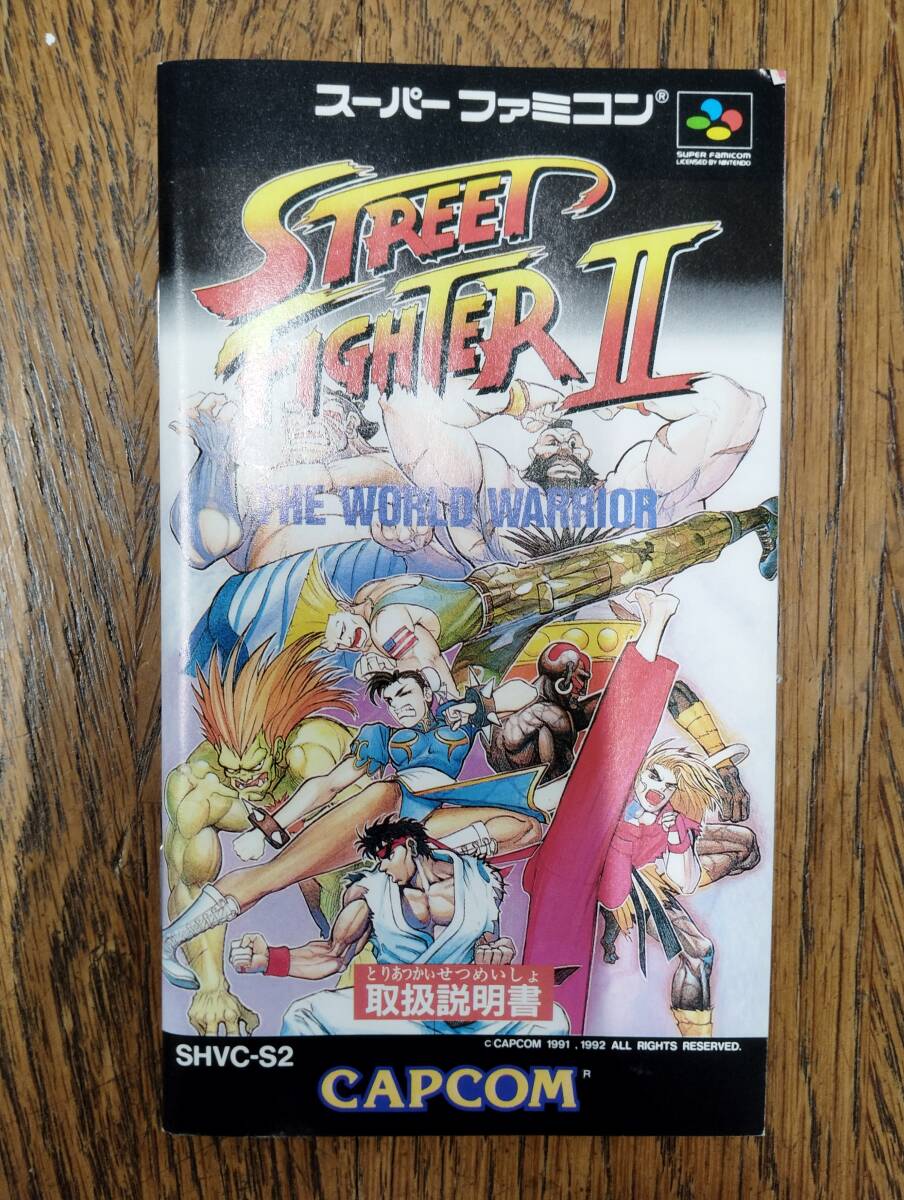 スーパーファミコン®
SUPER FAMICOM
LICENSED BY NINTENDO
STREET
FIGHTER II
THE WORLD WARRIOR
とりあつかいせつめいしょ
取扱説明書
SHVC-S2
© CAPCOM 1991 , 1992 ALL RIGHTS RESERVED.
CAPCOM R